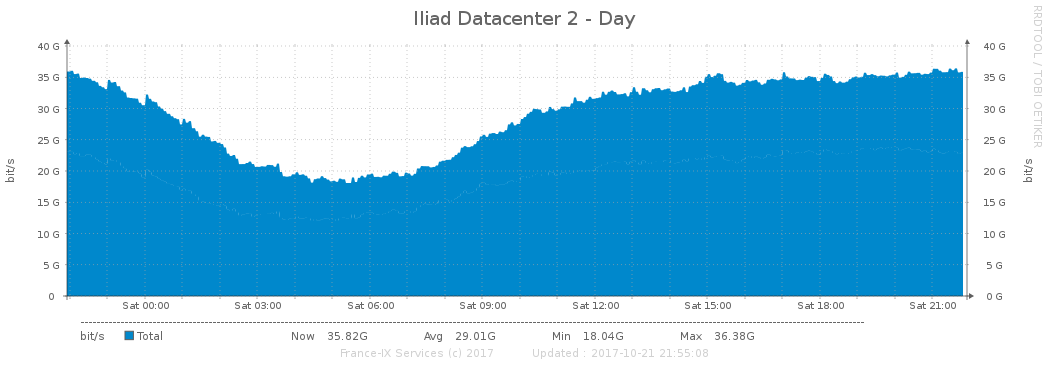 Iliad Datacenter 2 - Day
RRDTOOL / TOBI OETIKER
40 G 40 G
35 G 35 G
30 G 30 G
25 G 25 G
20 G 20 G
15 G 15 G
10 G 10 G
5 G 5 G
0 0 G
bit/s
bit/s
Sat 00:00 Sat 03:00 Sat 06:00 Sat 09:00 Sat 12:00 Sat 15:00 Sat 18:00 Sat 21:00
bit/s Total Now 35.82G Avg 29.01G Min 18.04G Max 36.38G
France-IX Services (c) 2017 Updated : 2017-10-21 21:55:08